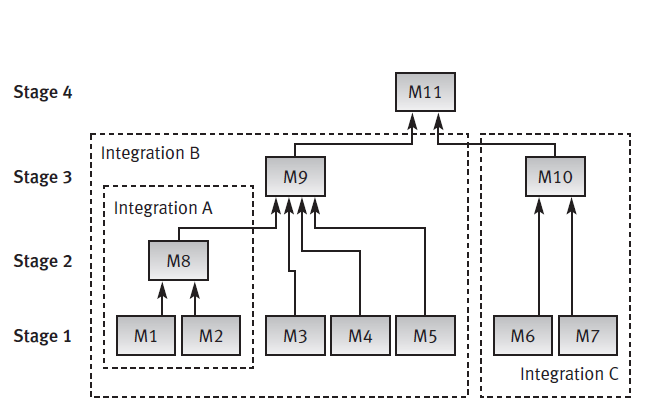 Stage 4
M11
Integration B
Stage 3
M9
M10
Integration A
Stage 2
M8
Stage 1
M1
M2
M3
M4
M5
M6
M7
Integration C